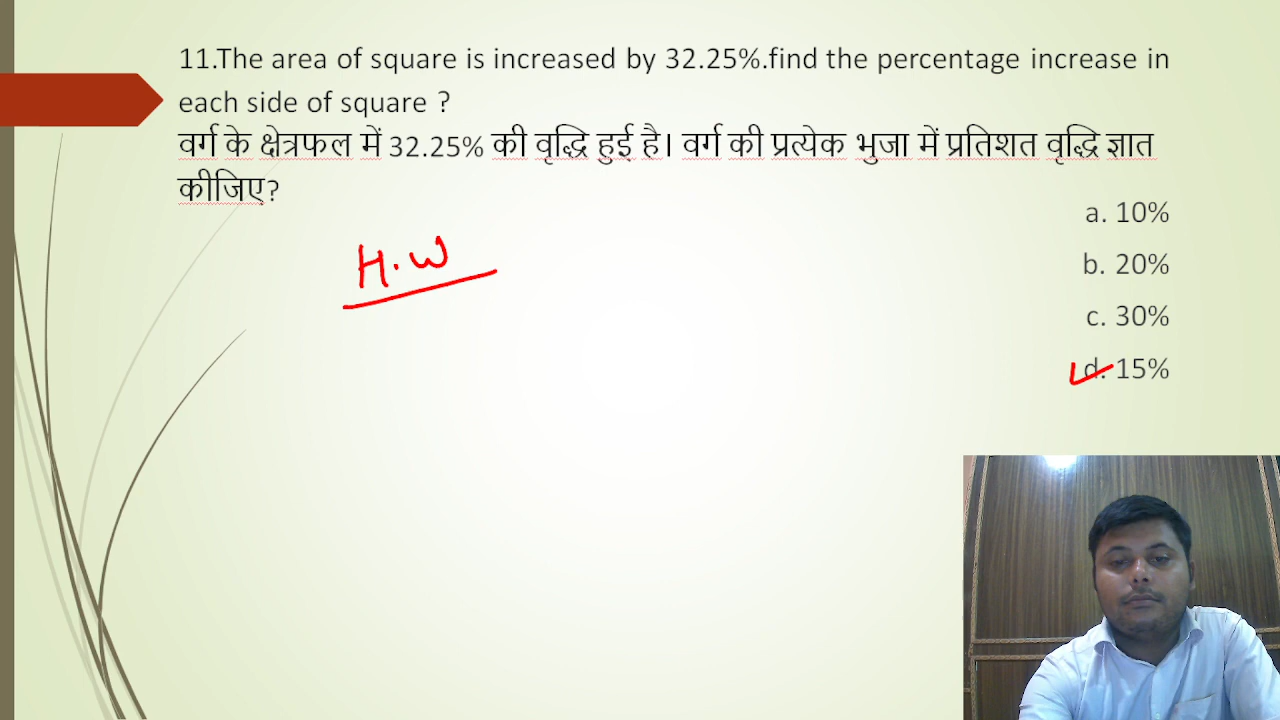 11.The area of square is increased by 32.25%.find the percentage increase in
each side of square ?
वर्ग के क्षेत्रफल में 32.25% की वृद्धि हुई है। वर्ग की प्रत्येक भुजा में प्रतिशत वृद्धि ज्ञात
कीजिए?
a. 10%
H.W
b. 20%
c. 30%
d. 15%